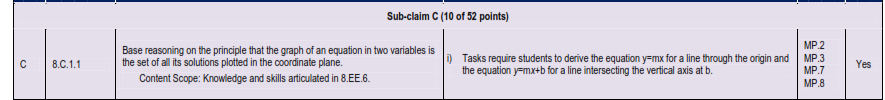 Sub-claim C (10 of 52 points)
C
8.C.1.1
Base reasoning on the principle that the graph of an equation in two variables is
the set of all its solutions plotted in the coordinate plane.
Content Scope: Knowledge and skills articulated in 8.EE.6.
i) Tasks require students to derive the equation y=mx for a line through the origin and
the equation y=mx+b for a line intersecting the vertical axis at b.
MP.2
MP.3
MP.7
MP.8
Yes